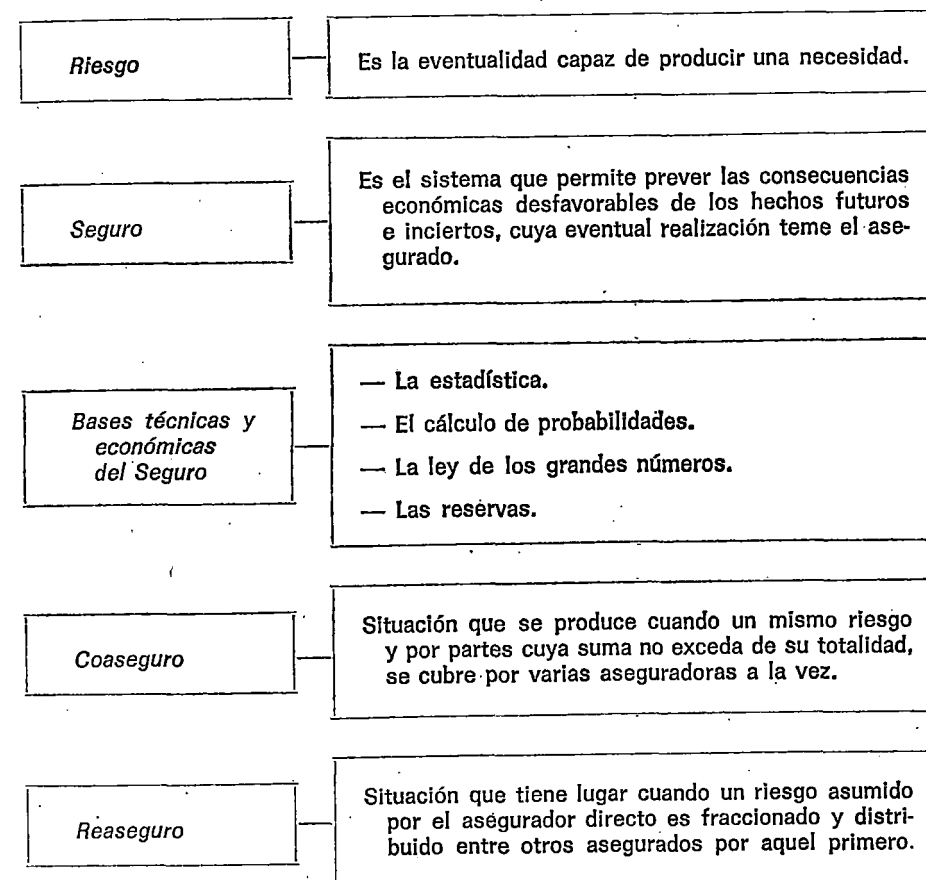 Riesgo
Es la eventualidad capaz de producir una necesidad.
Seguro
Es el sistema que permite prever las consecuencias
económicas desfavorables de los hechos futuros
e inciertos, cuya eventual realización teme el ase-
gurado.
Bases técnicas y
económicas
del Seguro
— La estadística.
— El cálculo de probabilidades.
— La ley de los grandes números.
— Las reservas.
Coaseguro
Situación que se produce cuando un mismo riesgo
y por partes cuya suma no exceda de su totalidad,
se cubre por varias aseguradoras a la vez.
Reaseguro
Situación que tiene lugar cuando un riesgo asumido
por el asegurador directo es fraccionado y distri-
buido entre otros asegurados por aquel primero.